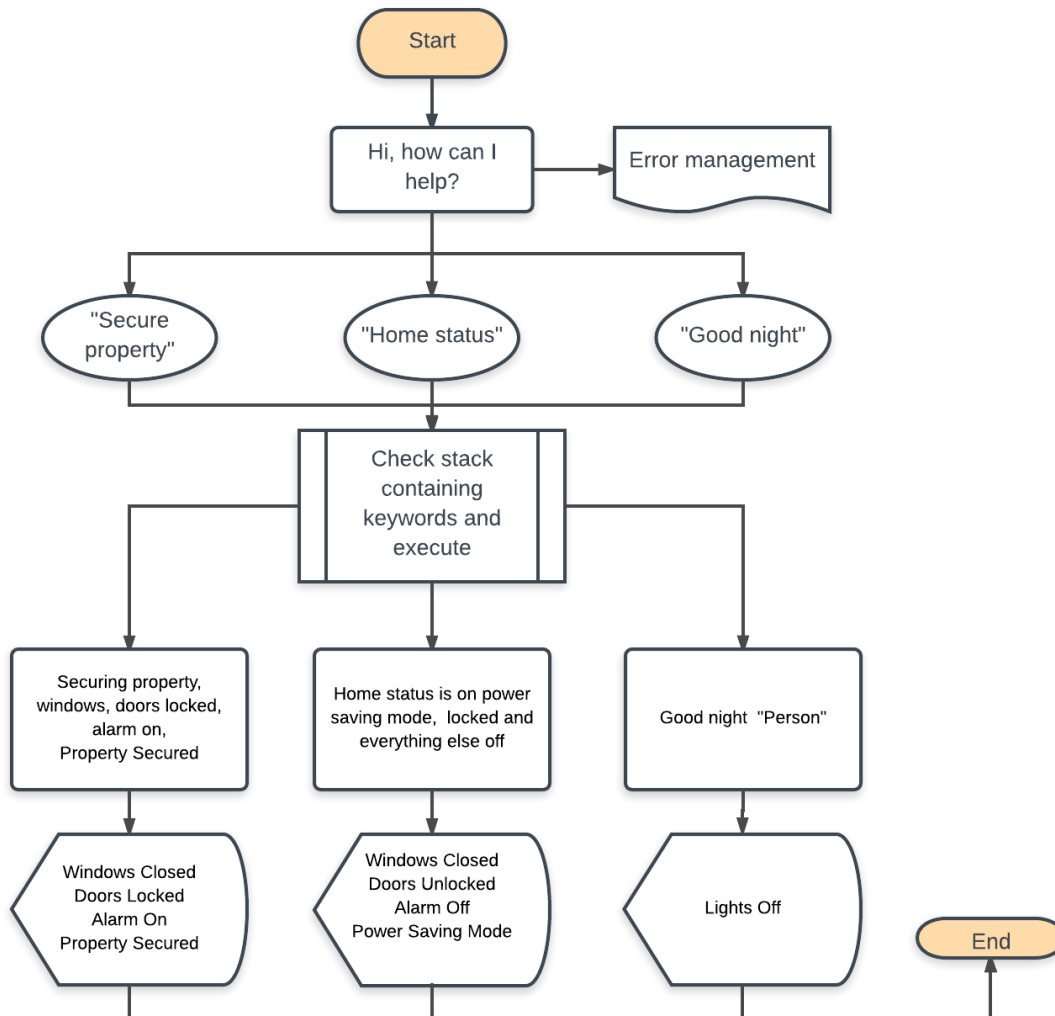 Start
Hi, how can I
help?
Error management
"Secure
property"
"Home status"
"Good night"
Check stack
containing
keywords and
execute
Securing property,
windows, doors locked,
alarm on,
Property Secured
Home status is on power
saving mode,  locked and
everything else off
Good night  "Person"
Windows Closed
Doors Locked
Alarm On
Property Secured
Windows Closed
Doors Unlocked
Alarm Off
Power Saving Mode
Lights Off
End